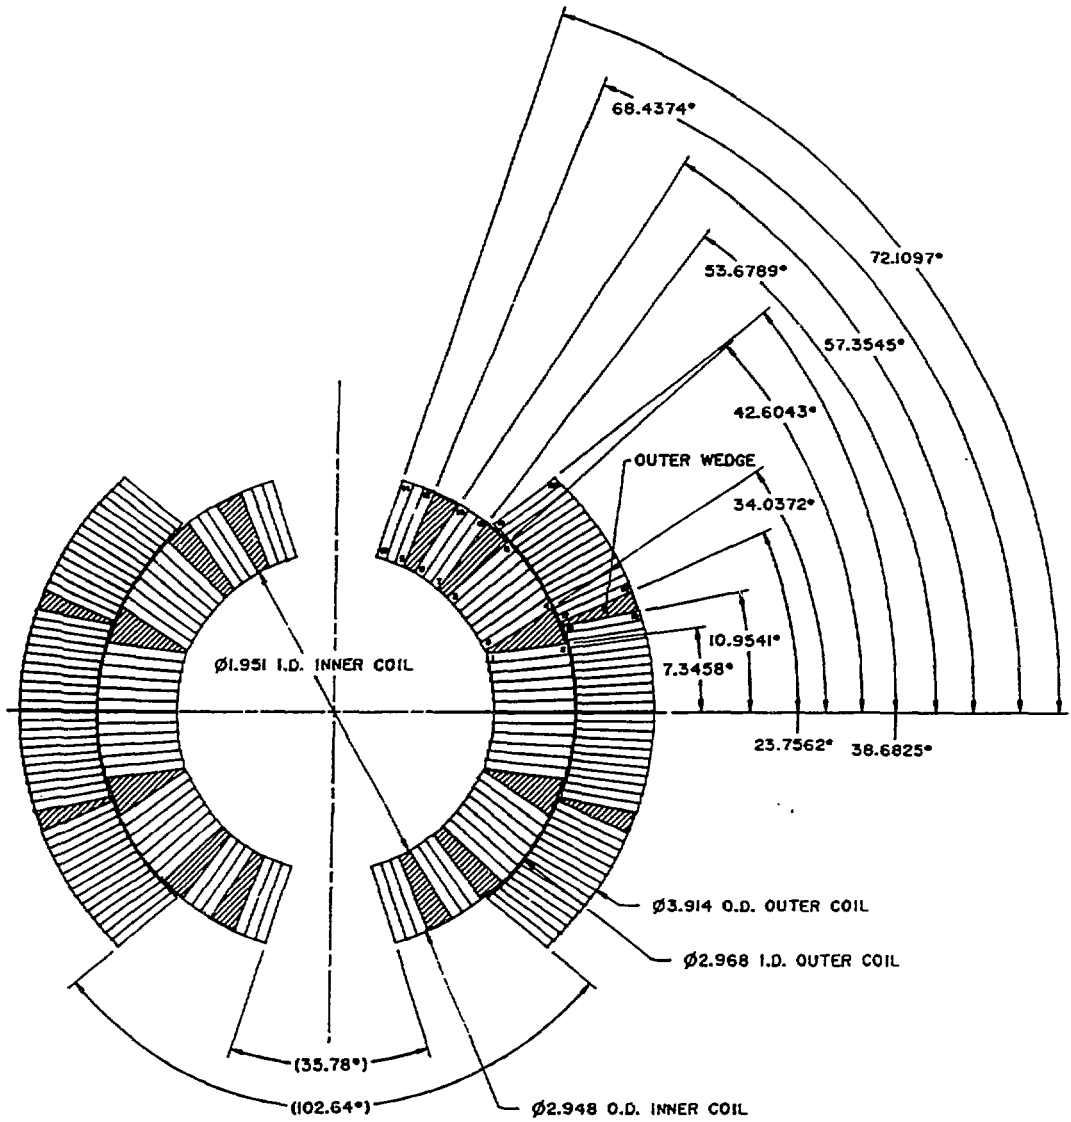 68.4374°
72.1097°
53.6789°
57.3545°
42.6043°
OUTER WEDGE
34.0372°
10.9541°
7.3458°
Ø1.951 I.D. INNER COIL
23.7562°
38.6825°
Ø3.914 O.D. OUTER COIL
Ø2.968 I.D. OUTER COIL
(35.78°)
(102.64°)
Ø2.948 O.D. INNER COIL